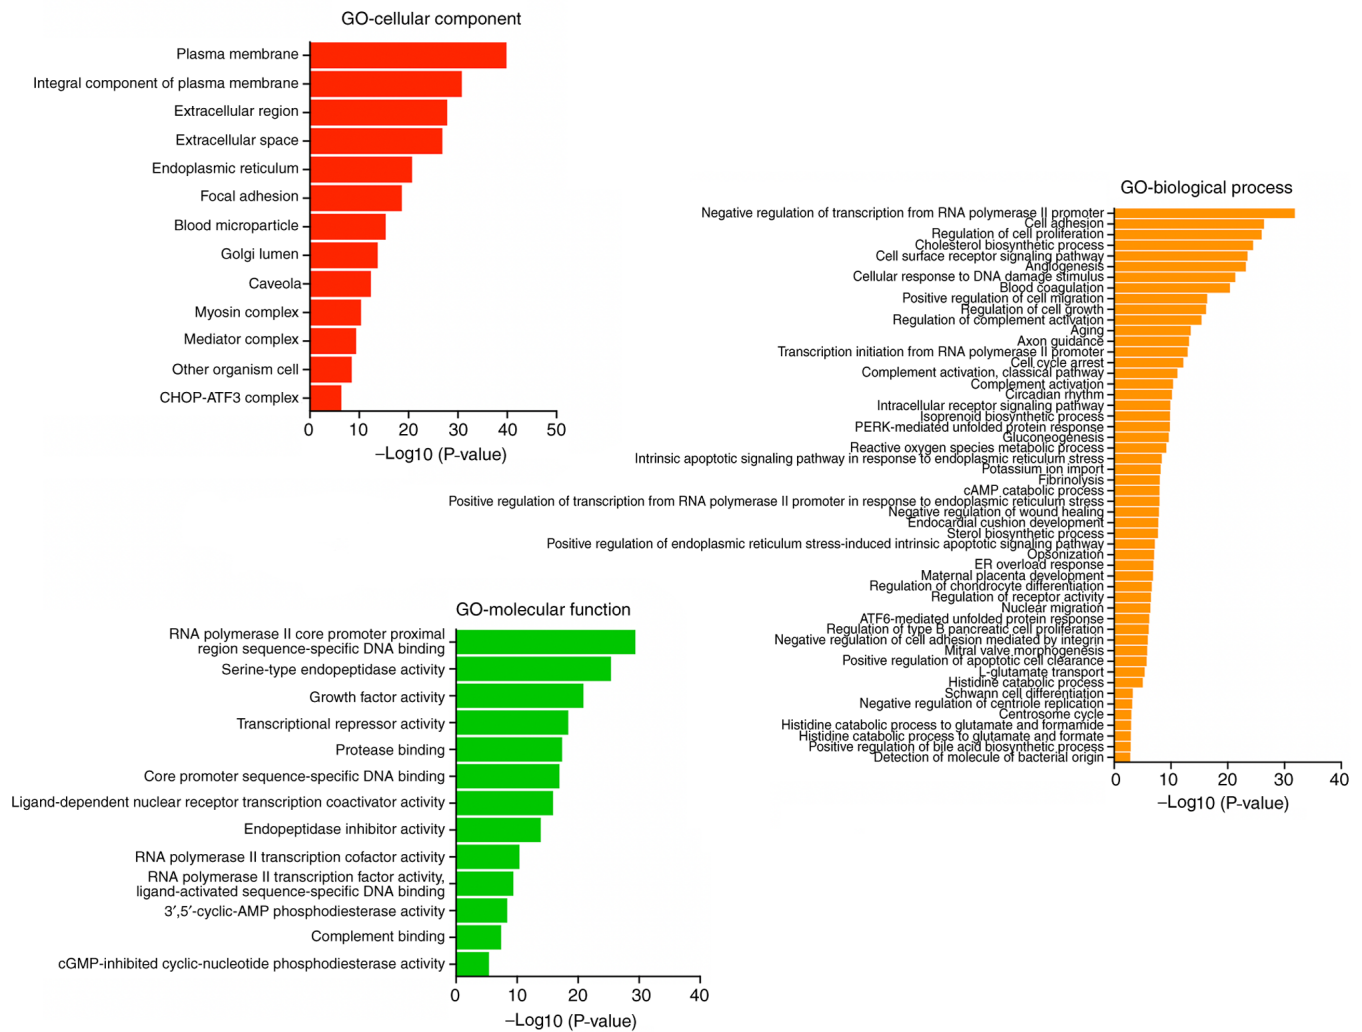 GO-cellular component
Plasma membrane
Integral component of plasma membrane
Extracellular region
Extracellular space
Endoplasmic reticulum
Focal adhesion
Blood microparticle
Golgi lumen
Caveola
Myosin complex
Mediator complex
Other organism cell
CHOP-ATF3 complex
0 10 20 30 40 50
−Log10 (P-value)
GO-biological process
Negative regulation of transcription from RNA polymerase II promoter
Cell adhesion
Regulation of cell proliferation
Cholesterol biosynthetic process
Cell surface receptor signaling pathway
Angiogenesis
Cellular response to DNA damage stimulus
Blood coagulation
Positive regulation of cell migration
Regulation of cell growth
Regulation of complement activation
Aging
Axon guidance
Transcription initiation from RNA polymerase II promoter
Cell cycle arrest
Complement activation, classical pathway
Complement activation
Circadian rhythm
Intracellular receptor signaling pathway
Isoprenoid biosynthetic process
PERK-mediated unfolded protein response
Gluconeogenesis
Reactive oxygen species metabolic process
Intrinsic apoptotic signaling pathway in response to endoplasmic reticulum stress
Potassium ion import
Fibrinolysis
cAMP catabolic process
Positive regulation of transcription from RNA polymerase II promoter in response to endoplasmic reticulum stress
Negative regulation of wound healing
Endocardial cushion development
Sterol biosynthetic process
Positive regulation of endoplasmic reticulum stress-induced intrinsic apoptotic signaling pathway
Opsonization
ER overload response
Maternal placenta development
Regulation of chondrocyte differentiation
Regulation of receptor activity
Nuclear migration
ATF6-mediated unfolded protein response
Regulation of type B pancreatic cell proliferation
Negative regulation of cell adhesion mediated by integrin
Mitral valve morphogenesis
Positive regulation of apoptotic cell clearance
L-glutamate transport
Histidine catabolic process
Schwann cell differentiation
Negative regulation of centriole replication
Centrosome cycle
Histidine catabolic process to glutamate and formamide
Histidine catabolic process to glutamate and formate
Positive regulation of bile acid biosynthetic process
Detection of molecule of bacterial origin
0 10 20 30 40
−Log10 (P-value)
GO-molecular function
RNA polymerase II core promoter proximal
region sequence-specific DNA binding
Serine-type endopeptidase activity
Growth factor activity
Transcriptional repressor activity
Protease binding
Core promoter sequence-specific DNA binding
Ligand-dependent nuclear receptor transcription coactivator activity
Endopeptidase inhibitor activity
RNA polymerase II transcription cofactor activity
RNA polymerase II transcription factor activity,
ligand-activated sequence-specific DNA binding
3′,5′-cyclic-AMP phosphodiesterase activity
Complement binding
cGMP-inhibited cyclic-nucleotide phosphodiesterase activity
0 10 20 30 40
−Log10 (P-value)